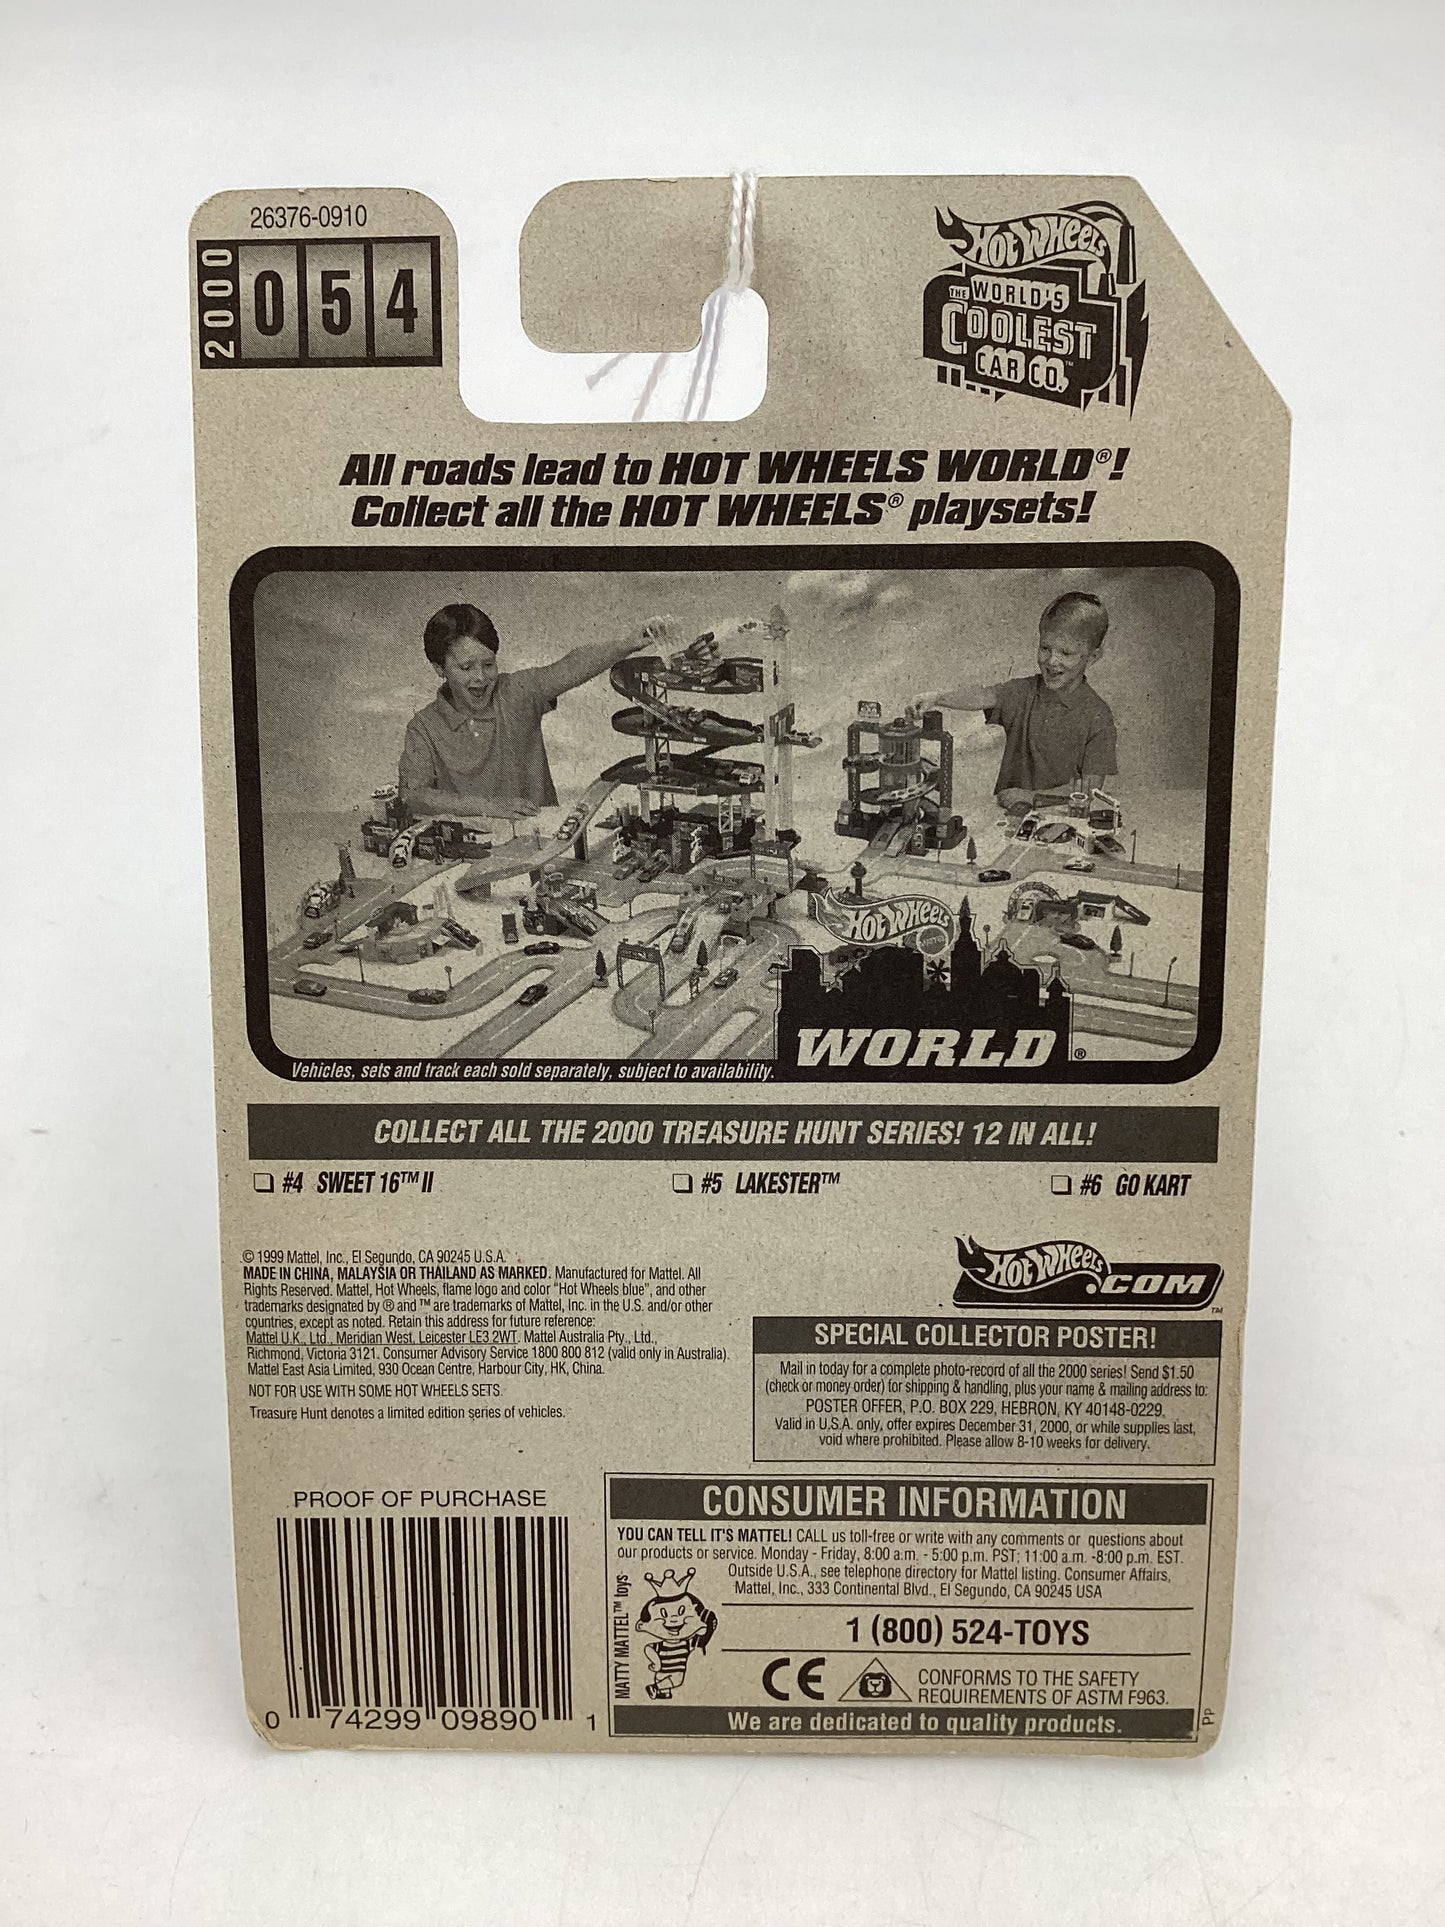 26376-0910
2000 054
HOT WHEELS
THE WORLD'S
COOLEST
CAR CO.™
All roads lead to HOT WHEELS WORLD®!
Collect all the HOT WHEELS® playsets!
HOT WHEELS
MATTEL
WORLD®
Vehicles, sets and track each sold separately, subject to availability.
COLLECT ALL THE 2000 TREASURE HUNT SERIES! 12 IN ALL!
#4 SWEET 16™ II
#5 LAKESTER™
#6 GO KART
© 1999 Mattel, Inc., El Segundo, CA 90245 U.S.A.
MADE IN CHINA, MALAYSIA OR THAILAND AS MARKED. Manufactured for Mattel. All
Rights Reserved. Mattel, Hot Wheels, flame logo and color "Hot Wheels blue", and other
trademarks designated by ® and ™ are trademarks of Mattel, Inc. in the U.S. and/or other
countries, except as noted. Retain this address for future reference:
Mattel U.K., Ltd., Meridian West, Leicester LE3 2WT. Mattel Australia Pty., Ltd.,
Richmond, Victoria 3121. Consumer Advisory Service 1800 800 812 (valid only in Australia).
Mattel East Asia Limited, 930 Ocean Centre, Harbour City, HK, China.
NOT FOR USE WITH SOME HOT WHEELS SETS.
Treasure Hunt denotes a limited edition series of vehicles.
HOT WHEELS.COM™
SPECIAL COLLECTOR POSTER!
Mail in today for a complete photo-record of all the 2000 series! Send $1.50
(check or money order) for shipping & handling, plus your name & mailing address to:
POSTER OFFER, P.O. BOX 229, HEBRON, KY 40148-0229.
Valid in U.S.A. only, offer expires December 31, 2000, or while supplies last,
void where prohibited. Please allow 8-10 weeks for delivery.
PROOF OF PURCHASE
0 74299 09890 1
CONSUMER INFORMATION
YOU CAN TELL IT'S MATTEL! CALL us toll-free or write with any comments or questions about
our products or service. Monday - Friday, 8:00 a.m. - 5:00 p.m. PST; 11:00 a.m. -8:00 p.m. EST.
Outside U.S.A., see telephone directory for Mattel listing. Consumer Affairs,
Mattel, Inc., 333 Continental Blvd., El Segundo, CA 90245 USA
MATTY MATTEL™ toys
1 (800) 524-TOYS
CE
CONFORMS TO THE SAFETY
REQUIREMENTS OF ASTM F963.
We are dedicated to quality products.
Pp